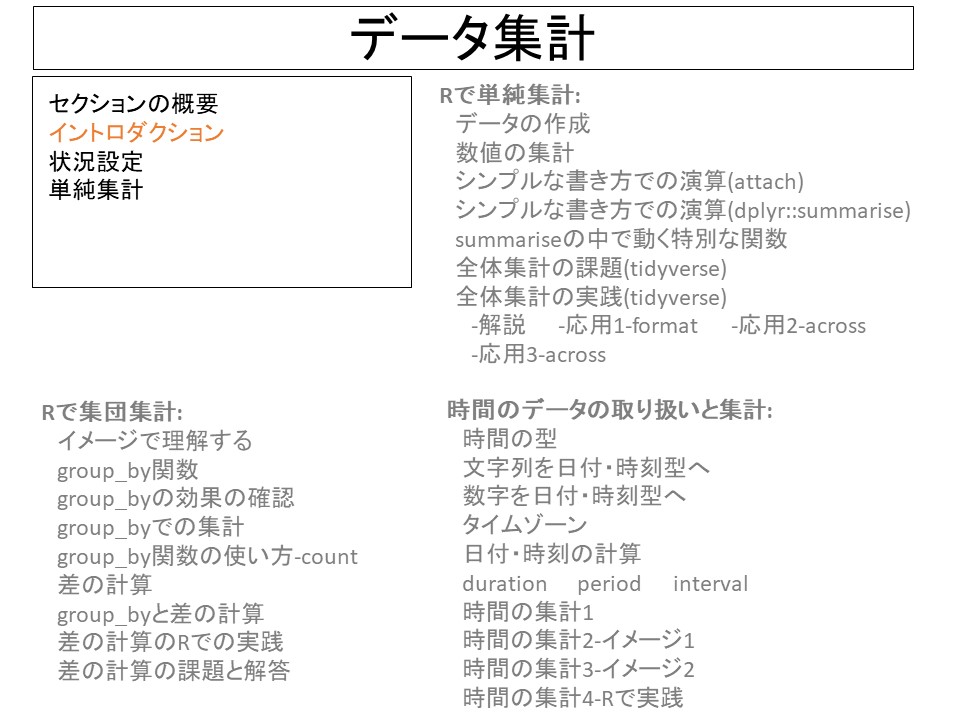 データ集計
セクションの概要
イントロダクション
状況設定
単純集計
Rで単純集計:
データの作成
数値の集計
シンプルな書き方での演算(attach)
シンプルな書き方での演算(dplyr::summarise)
summariseの中で動く特別な関数
全体集計の課題(tidyverse)
全体集計の実践(tidyverse)
-解説 -応用1-format -応用2-across
-応用3-across
Rで集団集計:
イメージで理解する
group_by関数
group_byの効果の確認
group_byでの集計
group_by関数の使い方-count
差の計算
group_byと差の計算
差の計算のRでの実践
差の計算の課題と解答
時間のデータの取り扱いと集計:
時間の型
文字列を日付・時刻型へ
数字を日付・時刻型へ
タイムゾーン
日付・時刻の計算
duration period interval
時間の集計1
時間の集計2-イメージ1
時間の集計3-イメージ2
時間の集計4-Rで実践